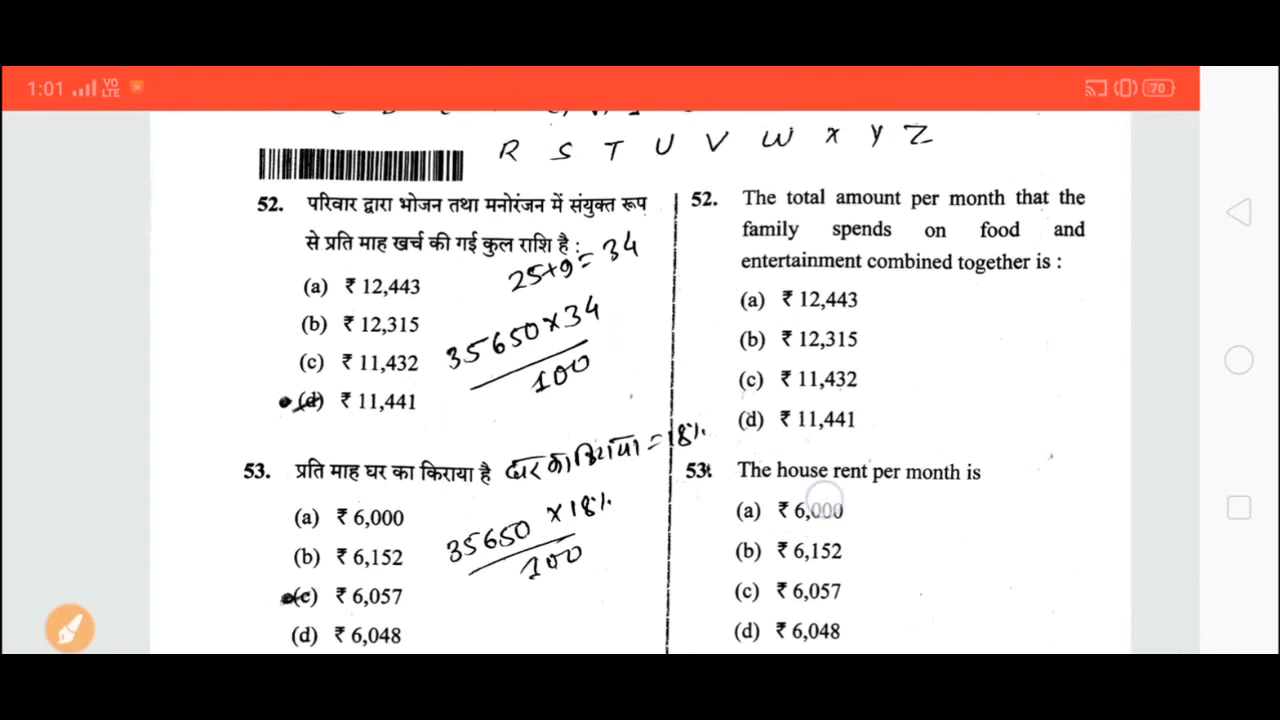 1:01 VO LTE 70
R S T U V W X Y Z
52. परिवार द्वारा भोजन तथा मनोरंजन में संयुक्त रूप
से प्रति माह खर्च की गई कुल राशि है :
25+9=34
(a) ₹ 12,443
(b) ₹ 12,315
(c) ₹ 11,432
(d) ₹ 11,441
35650×34
100
53. प्रति माह घर का किराया है
घर का किराया = 18%
(a) ₹ 6,000
(b) ₹ 6,152
(c) ₹ 6,057
(d) ₹ 6,048
35650 ×18%
100
52. The total amount per month that the
family spends on food and
entertainment combined together is :
(a) ₹ 12,443
(b) ₹ 12,315
(c) ₹ 11,432
(d) ₹ 11,441
53. The house rent per month is
(a) ₹ 6,000
(b) ₹ 6,152
(c) ₹ 6,057
(d) ₹ 6,048